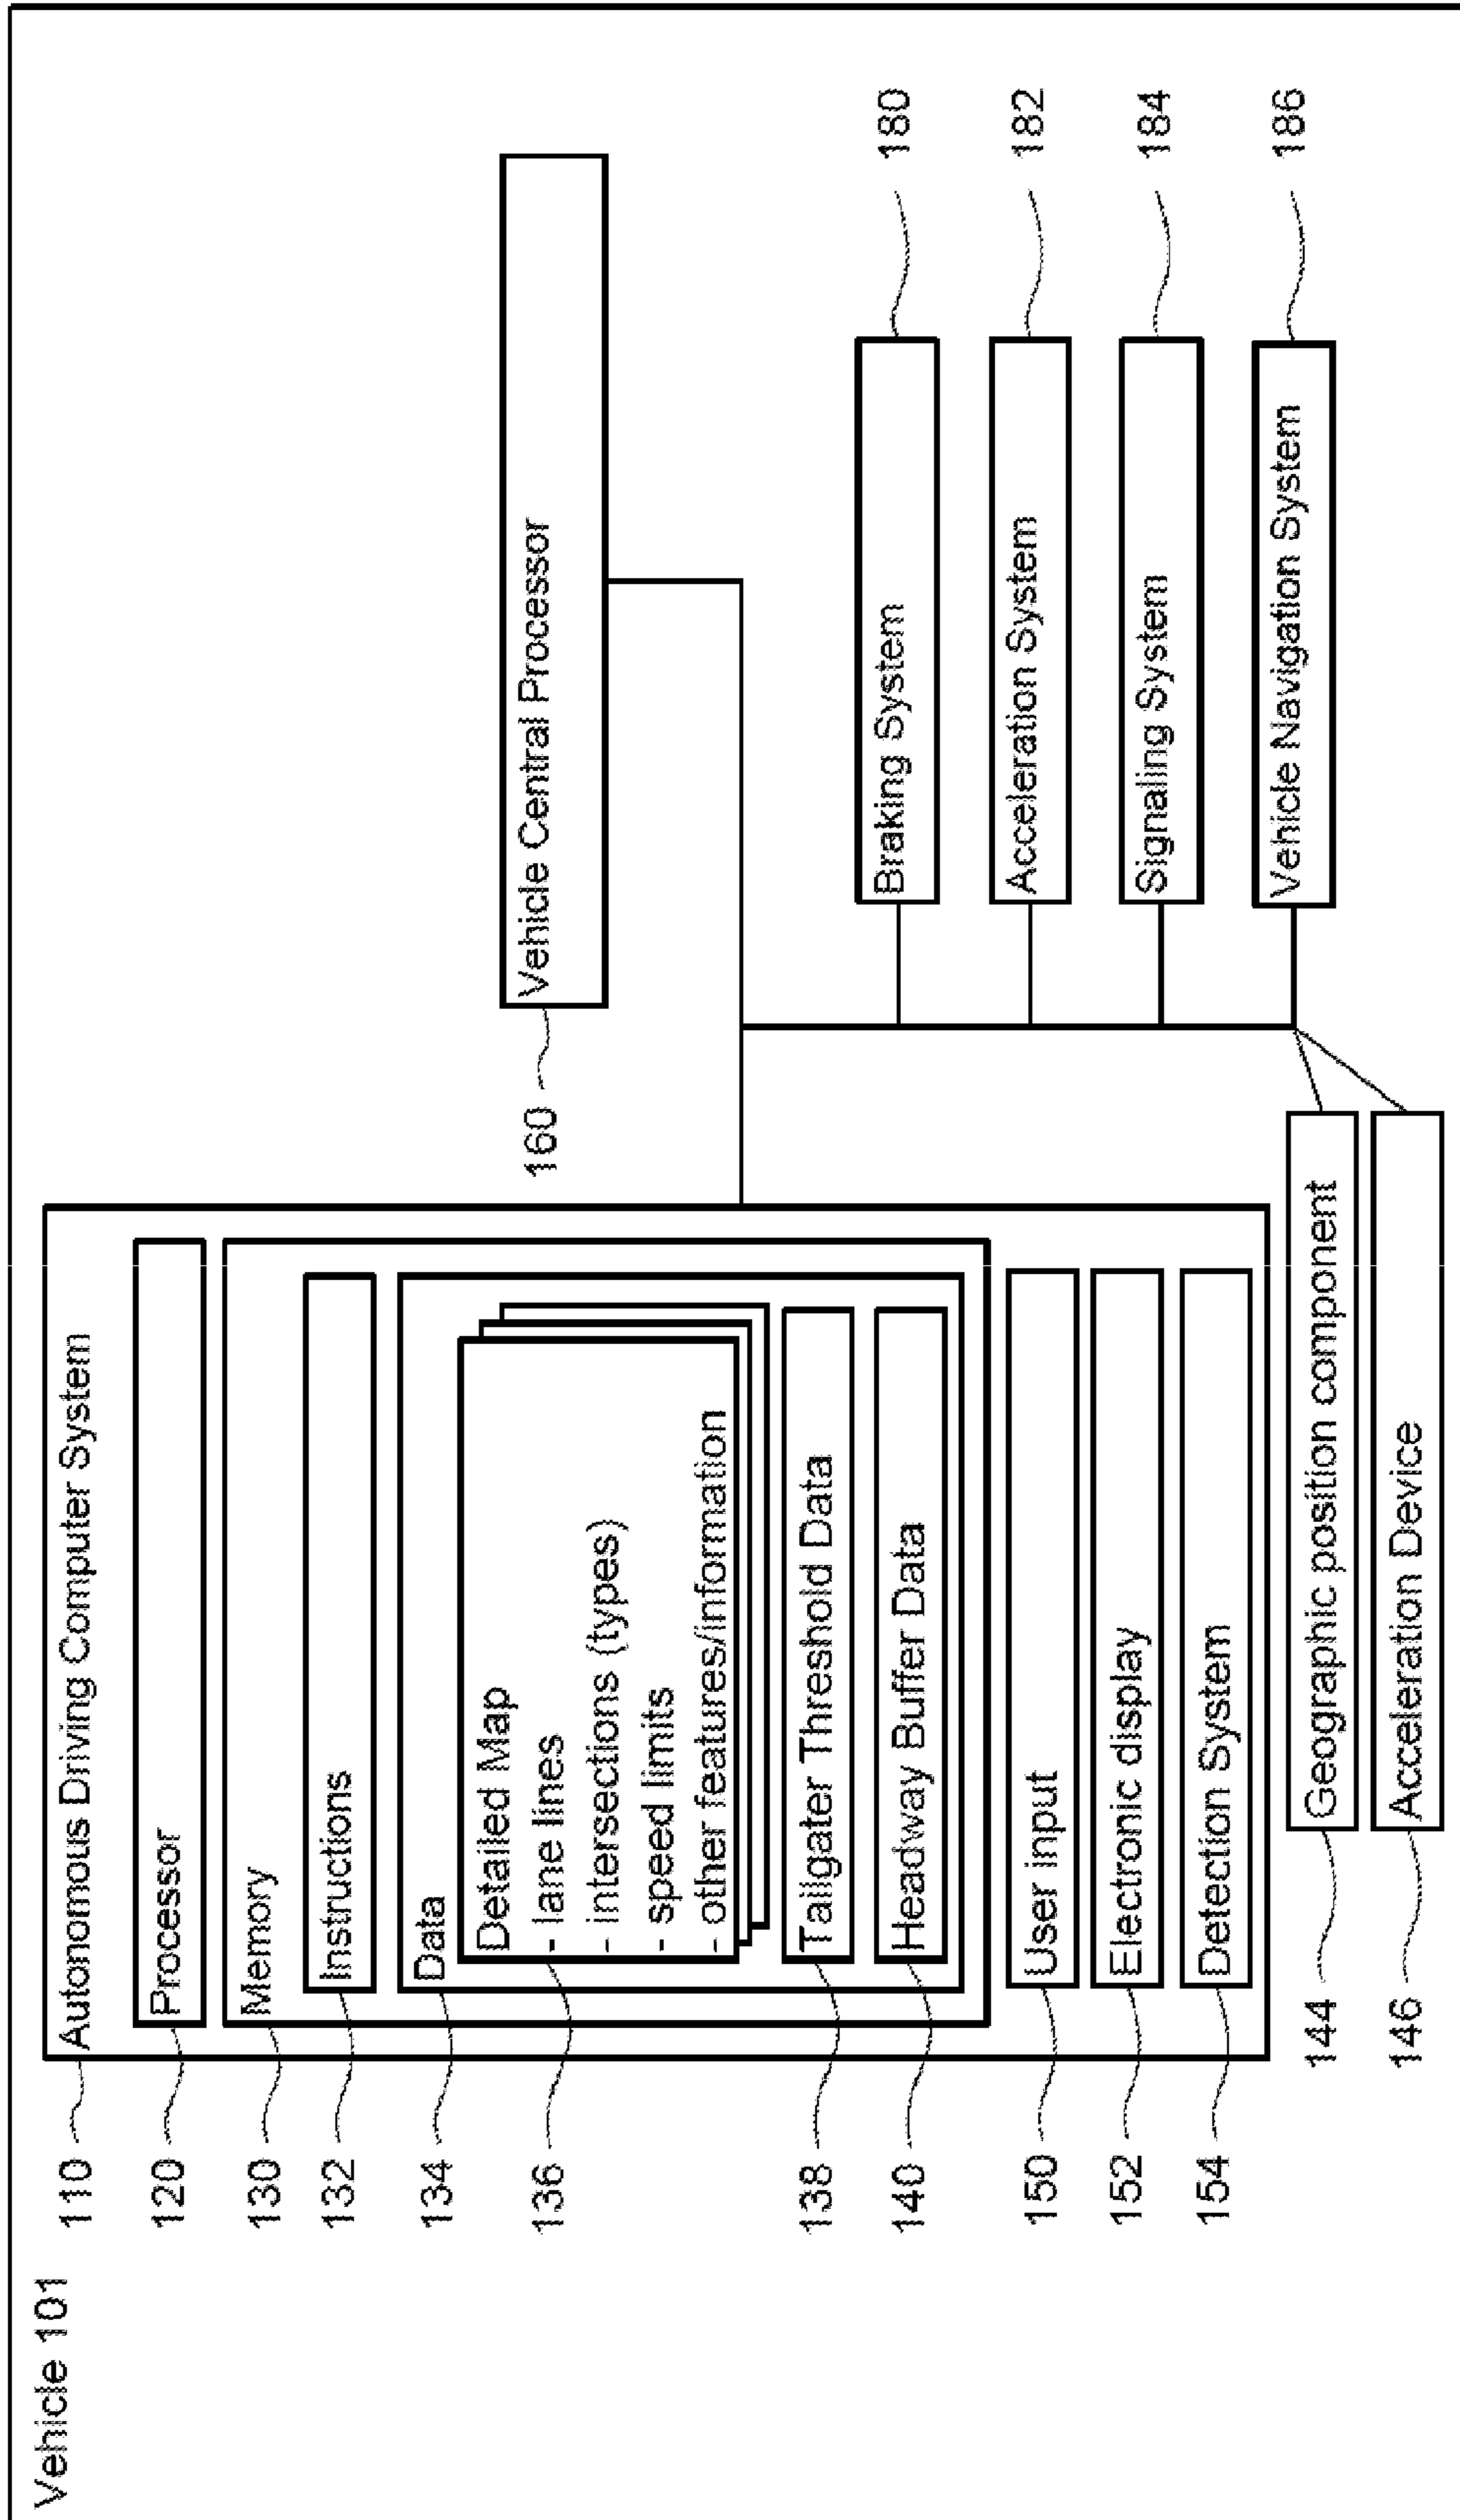 Vehicle 101
110
Autonomous Driving Computer System
120
Processor
130
Memory
132
Instructions
134
Data
136
Detailed Map
- lane lines
- intersections (types)
- speed limits
- other features/information
138
Tailgater Threshold Data
140
Headway Buffer Data
150
User input
152
Electronic display
154
Detection System
144
Geographic position component
146
Acceleration Device
160
Vehicle Central Processor
Braking System
180
Acceleration System
182
Signaling System
184
Vehicle Navigation System
186